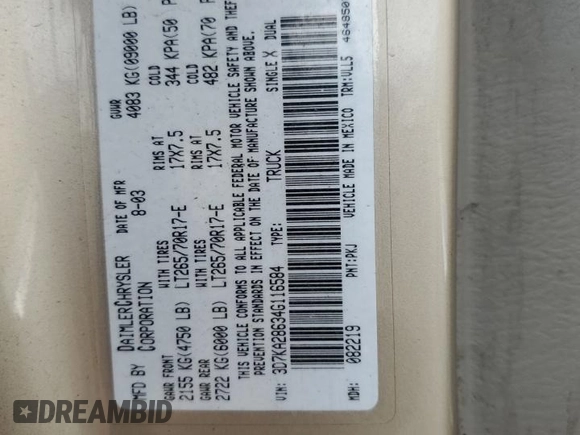 MFD BY DAIMLERCHRYSLER CORPORATION DATE OF MFR 8-03 GVWR 4083 KG(09000 LB)
GAWR FRONT WITH TIRES RIMS AT COLD
2155 KG(4750 LB) LT265/70R17-E 17X7.5 344 KPA(50 P
GAWR REAR WITH TIRES RIMS AT COLD
2722 KG(6000 LB) LT265/70R17-E 17X7.5 482 KPA(70 P
THIS VEHICLE CONFORMS TO ALL APPLICABLE FEDERAL MOTOR VEHICLE SAFETY AND THEFT
PREVENTION STANDARDS IN EFFECT ON THE DATE OF MANUFACTURE SHOWN ABOVE.
VIN: 3D7KA28634G116584 TYPE: TRUCK SINGLE X DUAL
MDH: 082219 PNT:PKJ VEHICLE MADE IN MEXICO TRM:VLL5
DREAMBID